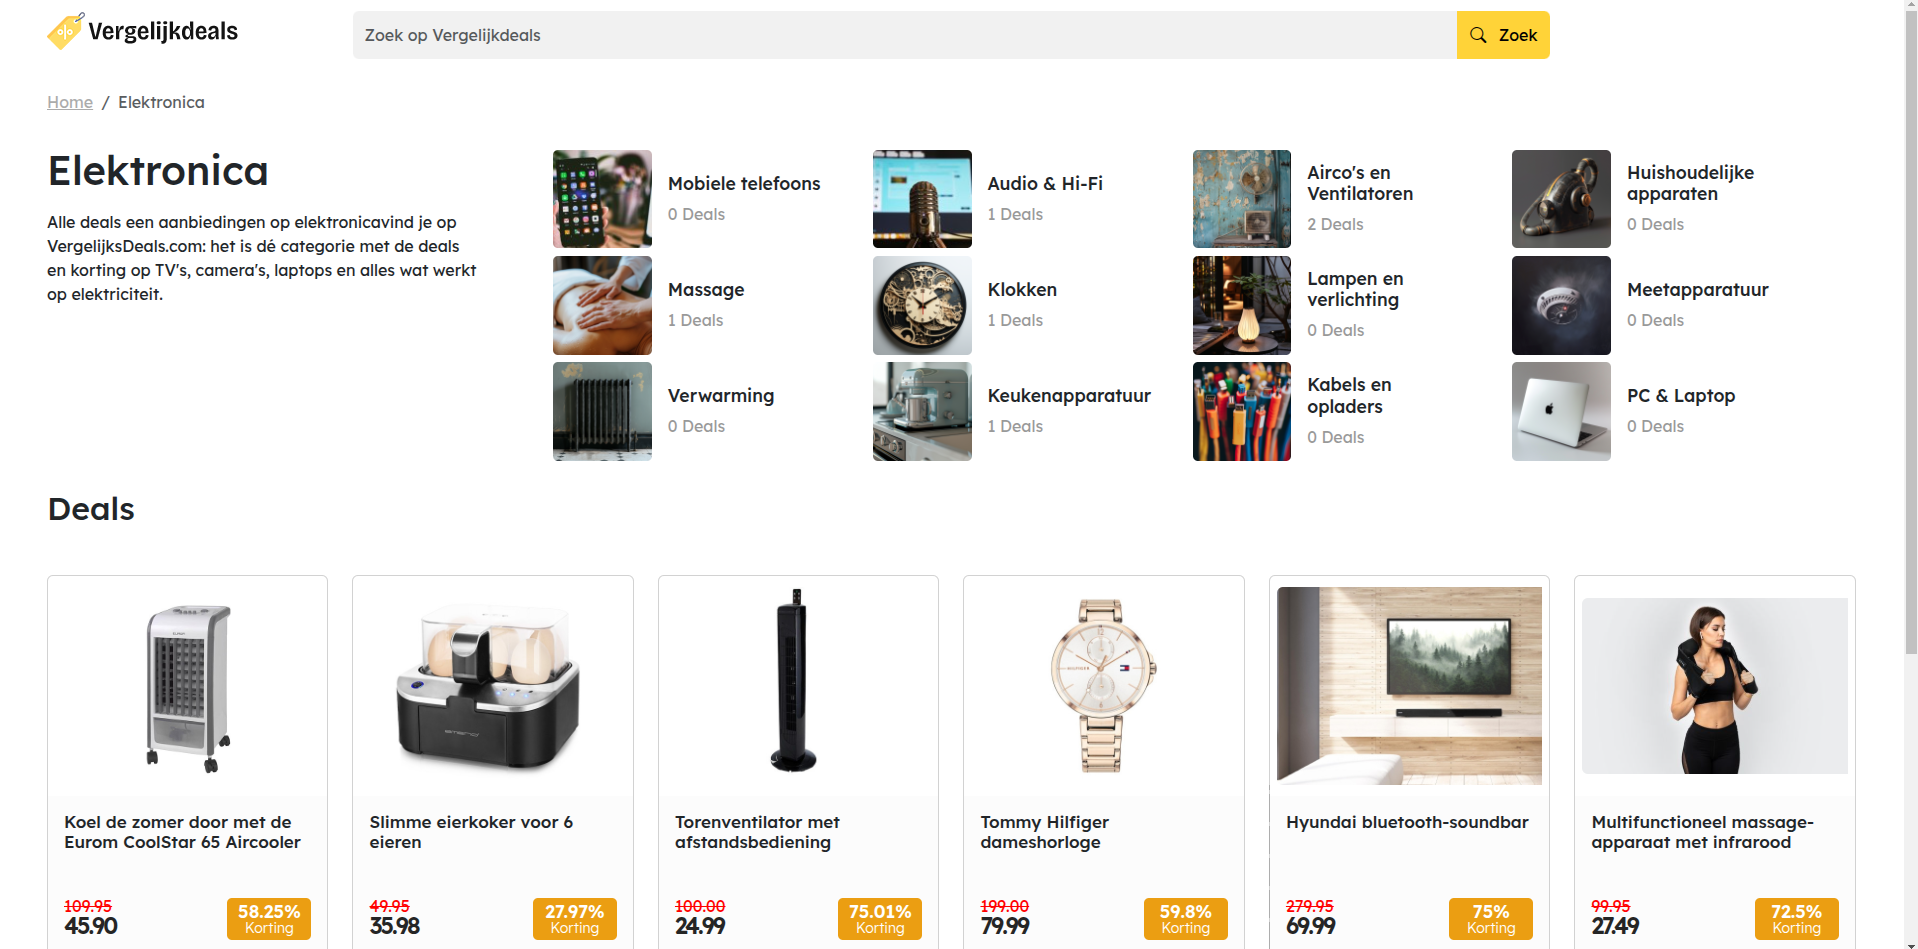 Vergelijkdeals
Zoek op Vergelijkdeals
Zoek
Home / Elektronica
Elektronica
Alle deals een aanbiedingen op elektronicavind je op
VergelijksDeals.com: het is dé categorie met de deals
en korting op TV's, camera's, laptops en alles wat werkt
op elektriciteit.
Mobiele telefoons
0 Deals
Audio & Hi-Fi
1 Deals
Airco's en
Ventilatoren
2 Deals
Huishoudelijke
apparaten
0 Deals
Massage
1 Deals
Klokken
1 Deals
Lampen en
verlichting
0 Deals
Meetapparatuur
0 Deals
Verwarming
0 Deals
Keukenapparatuur
1 Deals
Kabels en
opladers
0 Deals
PC & Laptop
0 Deals
Deals
Koel de zomer door met de
Eurom CoolStar 65 Aircooler
109.95
45.90
58.25%
Korting
Slimme eierkoker voor 6
eieren
49.95
35.98
27.97%
Korting
Torenventilator met
afstandsbediening
100.00
24.99
75.01%
Korting
Tommy Hilfiger
dameshorloge
199.00
79.99
59.8%
Korting
Hyundai bluetooth-soundbar
279.95
69.99
75%
Korting
Multifunctioneel massage-
apparaat met infrarood
99.95
27.49
72.5%
Korting